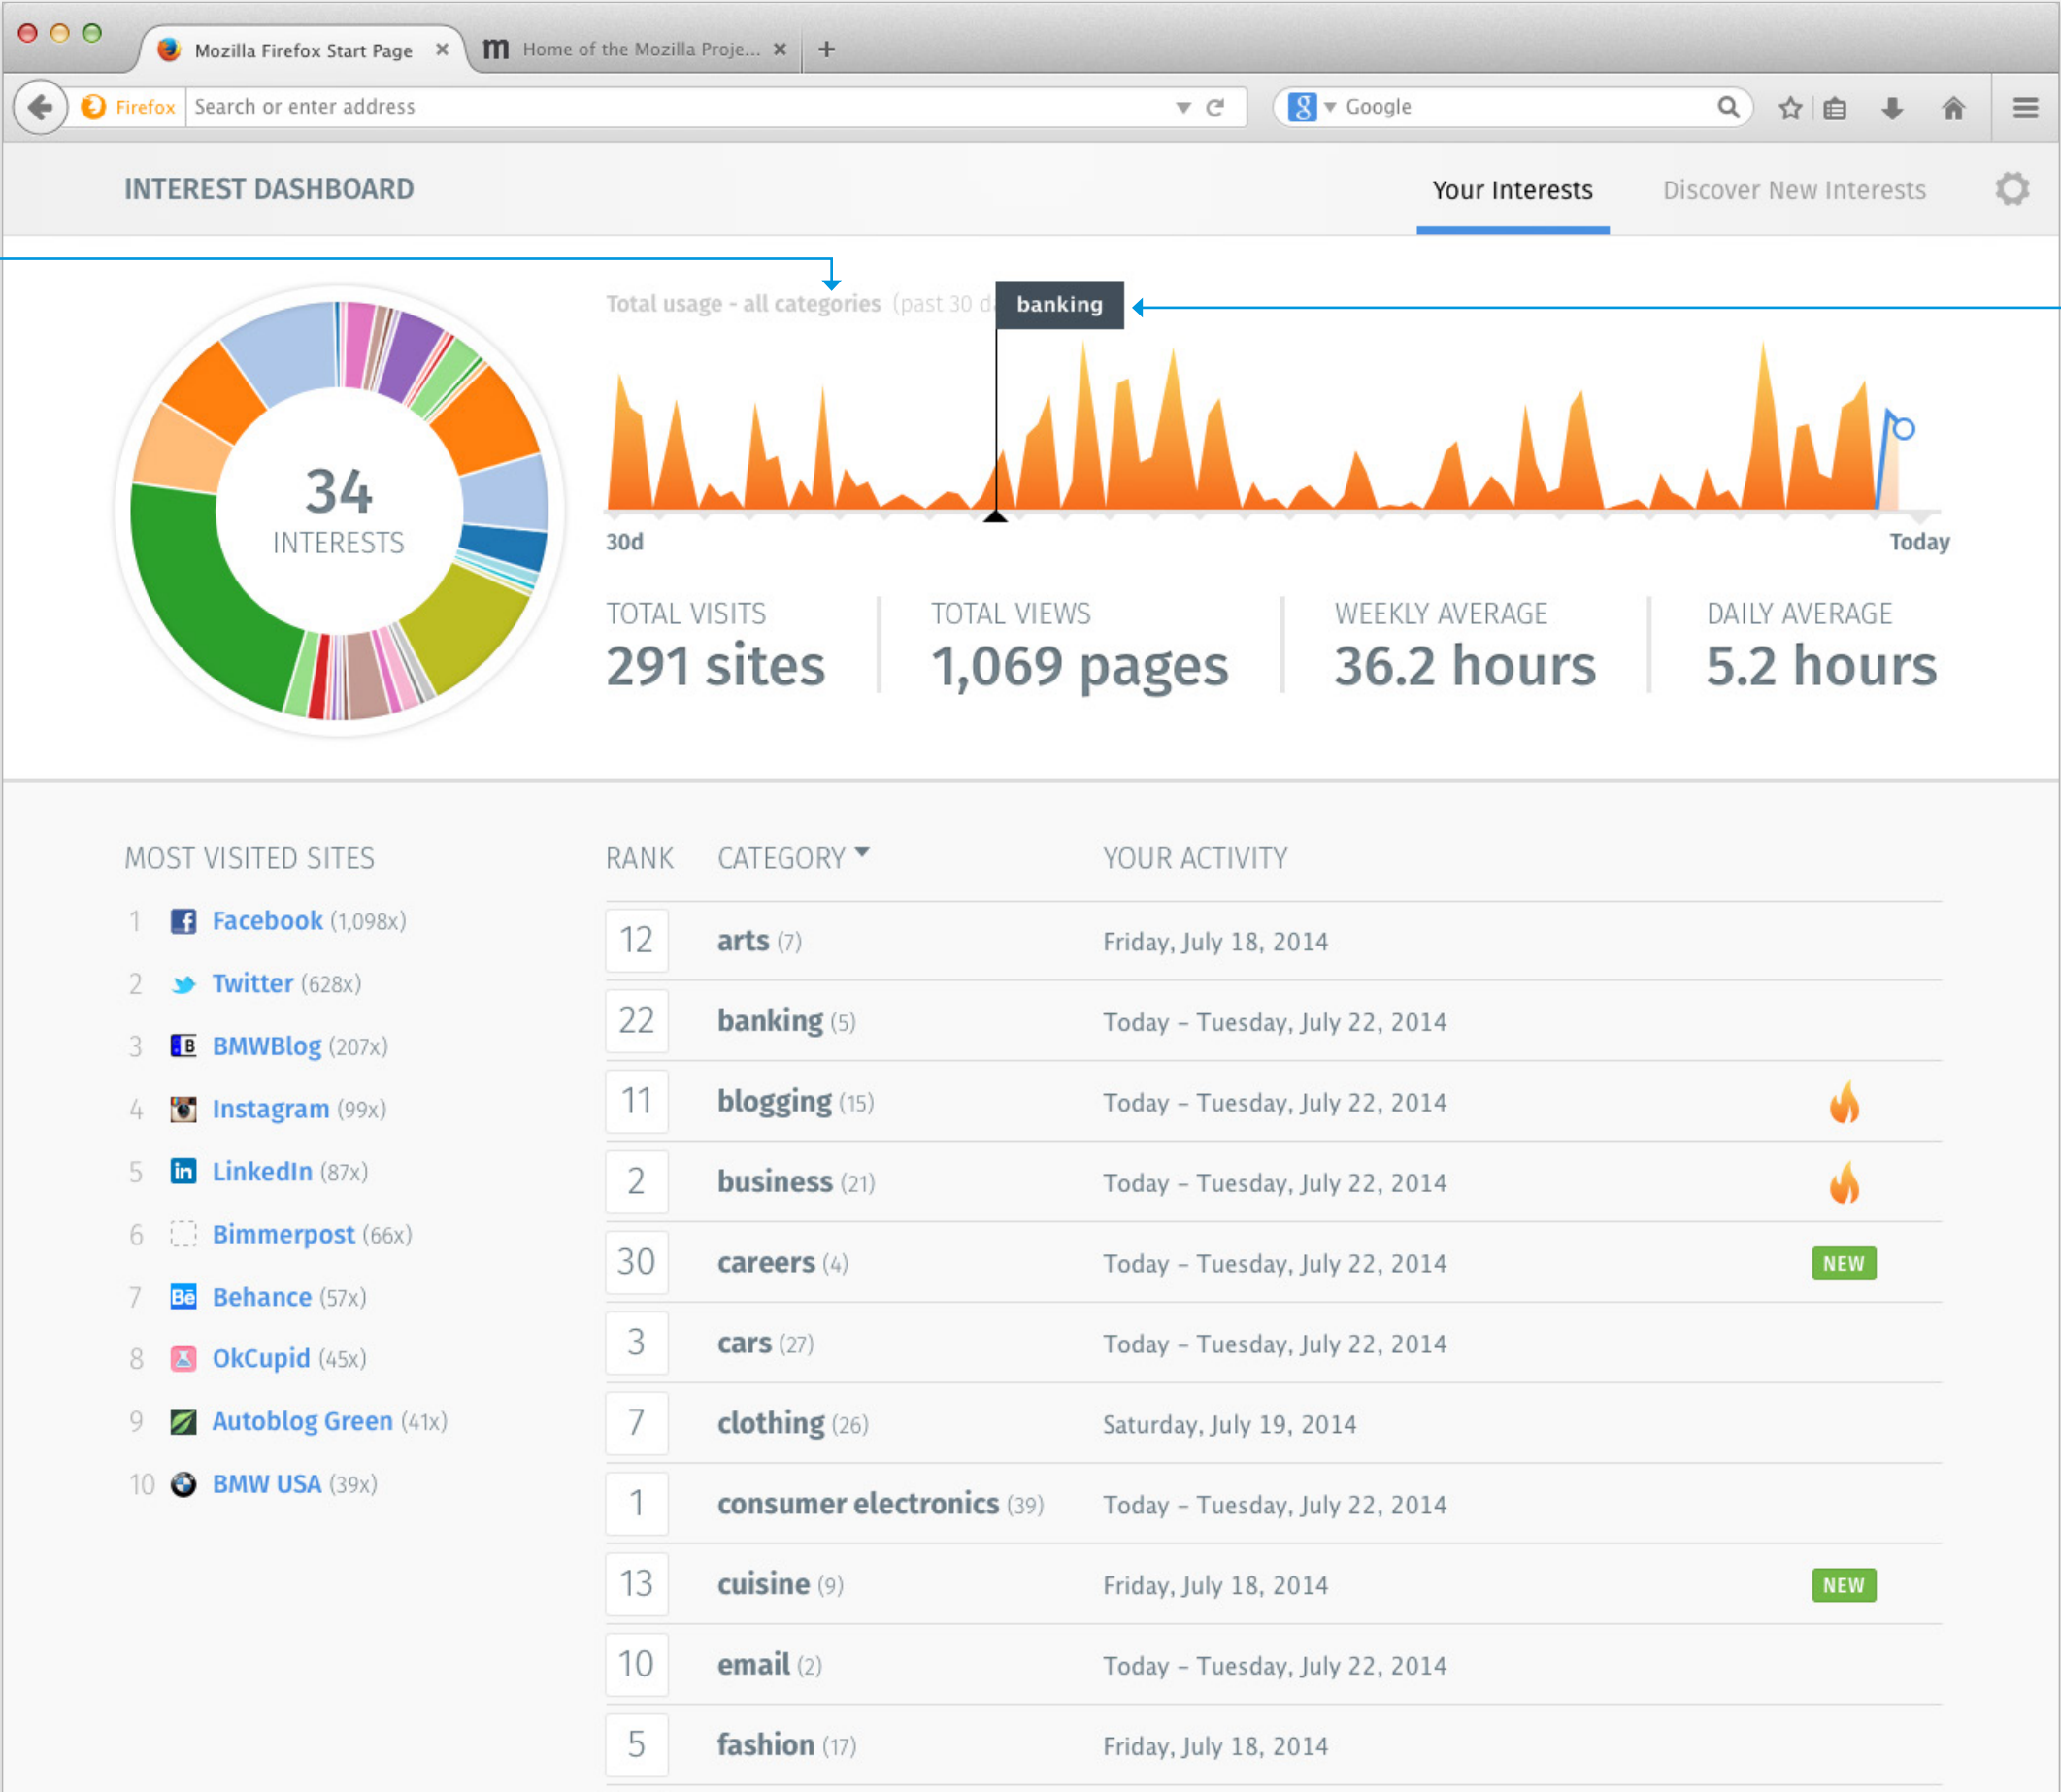 Mozilla Firefox Start Page
m Home of the Mozilla Proje...
Firefox Search or enter address
g Google
INTEREST DASHBOARD
Your Interests
Discover New Interests
Total usage - all categories (past 30 d
banking
34
INTERESTS
30d
Today
TOTAL VISITS
291 sites
TOTAL VIEWS
1,069 pages
WEEKLY AVERAGE
36.2 hours
DAILY AVERAGE
5.2 hours
MOST VISITED SITES
1 f Facebook (1,098x)
2 Twitter (628x)
3 B BMWBlog (207x)
4 Instagram (99x)
5 in LinkedIn (87x)
6 Bimmerpost (66x)
7 Bē Behance (57x)
8 OkCupid (45x)
9 Autoblog Green (41x)
10 BMW USA (39x)
RANK CATEGORY YOUR ACTIVITY
12 arts (7) Friday, July 18, 2014
22 banking (5) Today – Tuesday, July 22, 2014
11 blogging (15) Today – Tuesday, July 22, 2014
2 business (21) Today – Tuesday, July 22, 2014
30 careers (4) Today – Tuesday, July 22, 2014 NEW
3 cars (27) Today – Tuesday, July 22, 2014
7 clothing (26) Saturday, July 19, 2014
1 consumer electronics (39) Today – Tuesday, July 22, 2014
13 cuisine (9) Friday, July 18, 2014 NEW
10 email (2) Today – Tuesday, July 22, 2014
5 fashion (17) Friday, July 18, 2014